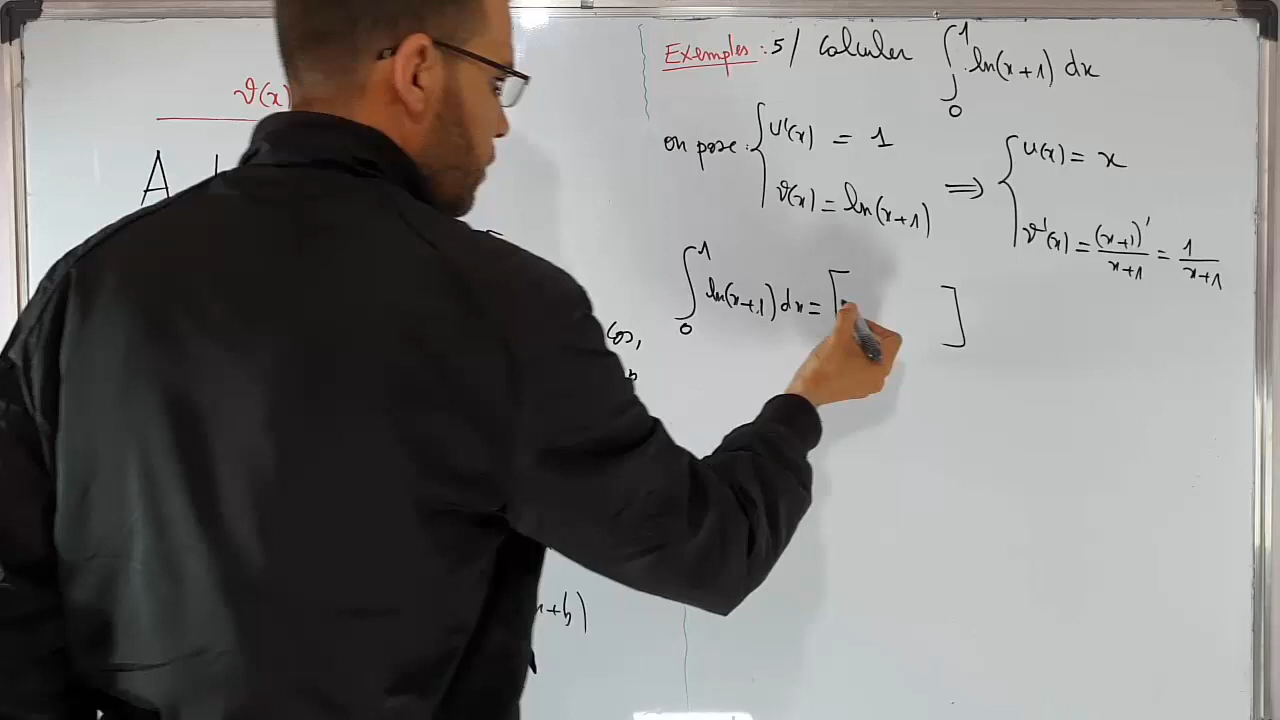 Exemples : 5/ Calculer ∫₀¹ ln(x+1) dx
on pose : { u'(x) = 1 ⟹ { u(x) = x
v(x) = ln(x+1) v'(x) = (x+1)'/x+1 = 1/x+1
∫₀¹ ln(x+1) dx = [ ]
v(x)
A
cos,
x+b)